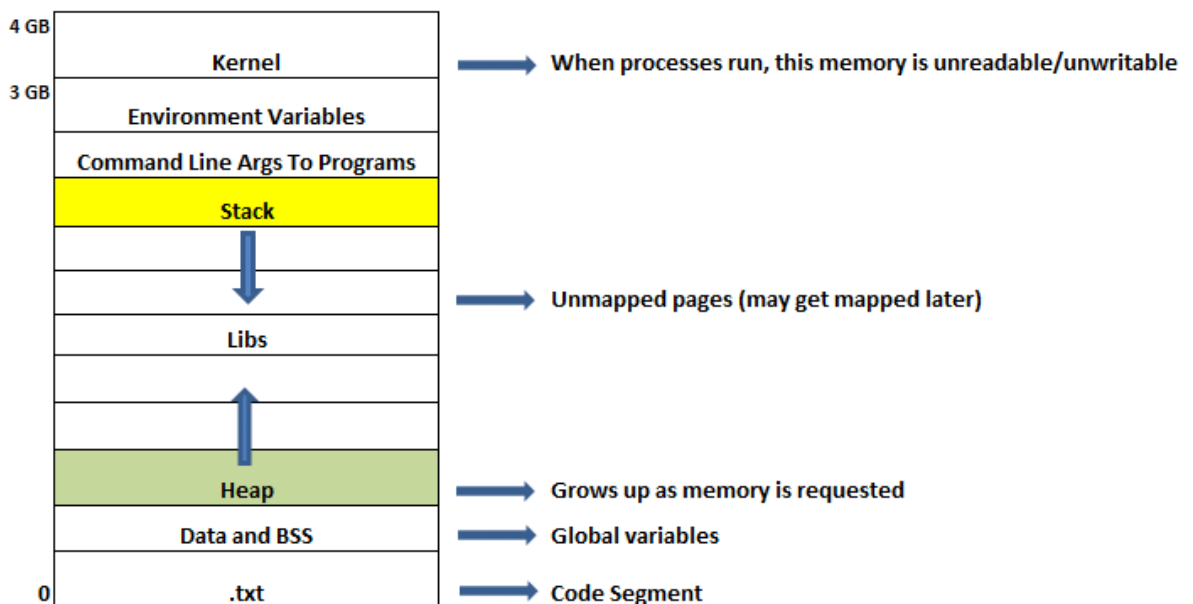 4 GB
Kernel
When processes run, this memory is unreadable/unwritable
3 GB
Environment Variables
Command Line Args To Programs
Stack
Unmapped pages (may get mapped later)
Libs
Heap
Grows up as memory is requested
Data and BSS
Global variables
0
.txt
Code Segment